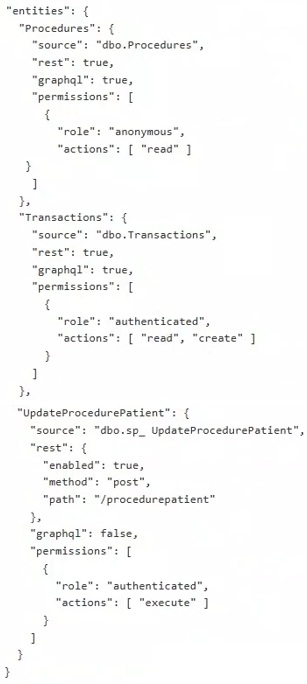 "entities": {
"Procedures": {
"source": "dbo.Procedures",
"rest": true,
"graphql": true,
"permissions": [
{
"role": "anonymous",
"actions": [ "read" ]
}
]
},
"Transactions": {
"source": "dbo.Transactions",
"rest": true,
"graphql": true,
"permissions": [
{
"role": "authenticated",
"actions": [ "read", "create" ]
}
]
},
"UpdateProcedurePatient": {
"source": "dbo.sp_ UpdateProcedurePatient",
"rest": {
"enabled": true,
"method": "post",
"path": "/procedurepatient"
},
"graphql": false,
"permissions": [
{
"role": "authenticated",
"actions": [ "execute" ]
}
]
}
}